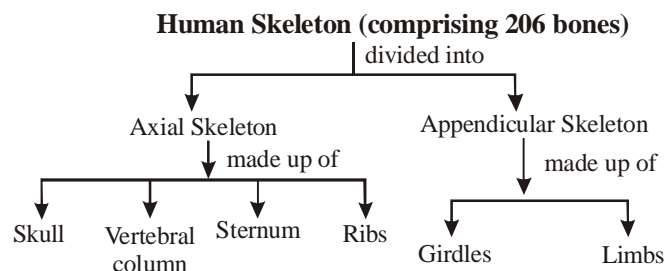 Human Skeleton (comprising 206 bones)
divided into
Axial Skeleton
Appendicular Skeleton
made up of
made up of
Skull
Vertebral
column
Sternum
Ribs
Girdles
Limbs